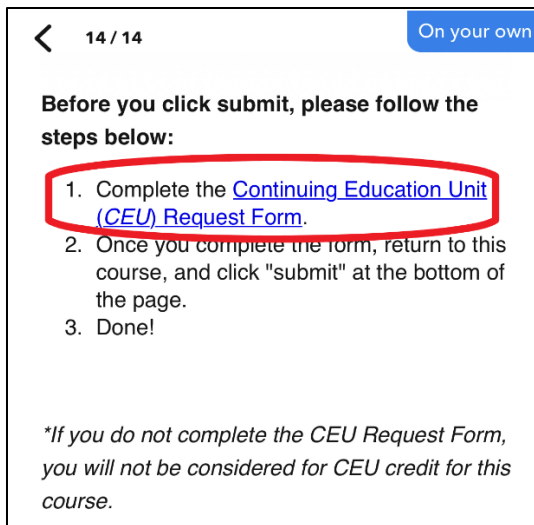 14 / 14
On your own
Before you click submit, please follow the
steps below:
1. Complete the Continuing Education Unit
(CEU) Request Form.
2. Once you complete the form, return to this
course, and click "submit" at the bottom of
the page.
3. Done!
*If you do not complete the CEU Request Form,
you will not be considered for CEU credit for this
course.